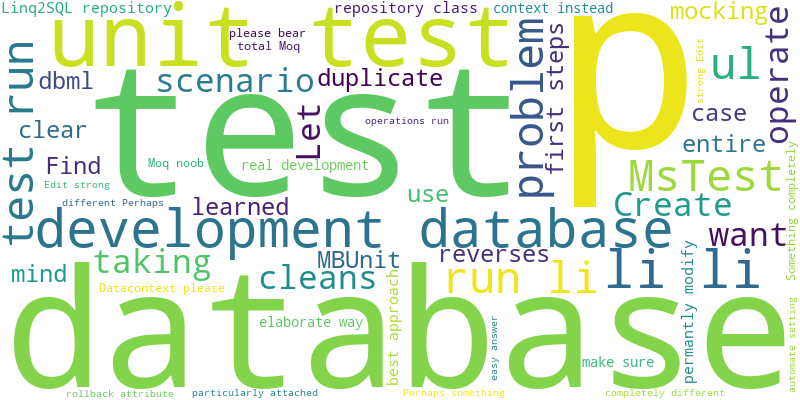 Linq2SQL repository
repository class
context instead
mocking
unit test
please bear
total Moq
problem
first steps
p
strong Edit
operate
test run
dbml
scenario
duplicate
ul
clear
test
Let
operations run
case
entire
Find
Moq noob
real development
Edit strong
MsTest
different Perhaps
learned
use
Create
Something completely
development database
want
taking
MBUnit
reverses
mind
cleans
run li
li li
permantly modify
Datacontext please
best approach
database
elaborate way
easy answer
make sure
automate setting
rollback attribute
particularly attached
Perhaps something
completely different